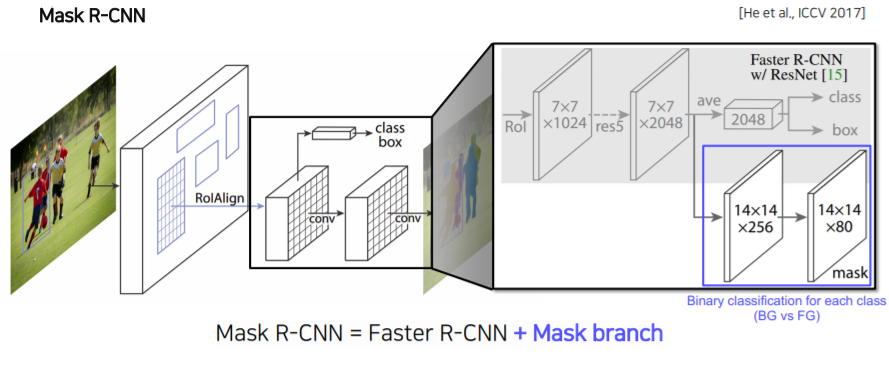 Mask R-CNN
[He et al., ICCV 2017]
RoIAlign
class
box
conv
conv
Faster R-CNN
w/ ResNet [15]
RoI
7×7
×1024
res5
7×7
×2048
ave
2048
class
box
14×14
×256
14×14
×80
mask
Binary classification for each class
(BG vs FG)
Mask R-CNN = Faster R-CNN + Mask branch